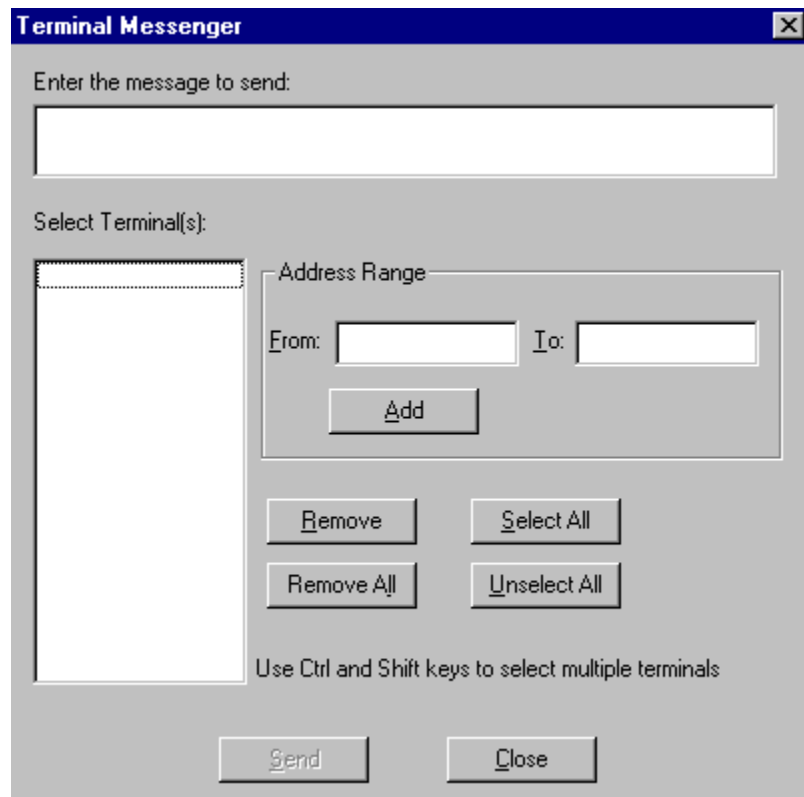 Terminal Messenger
Enter the message to send:
Select Terminal(s):
Address Range
From: To:
Add
Remove Select All
Remove All Unselect All
Use Ctrl and Shift keys to select multiple terminals
Send Close